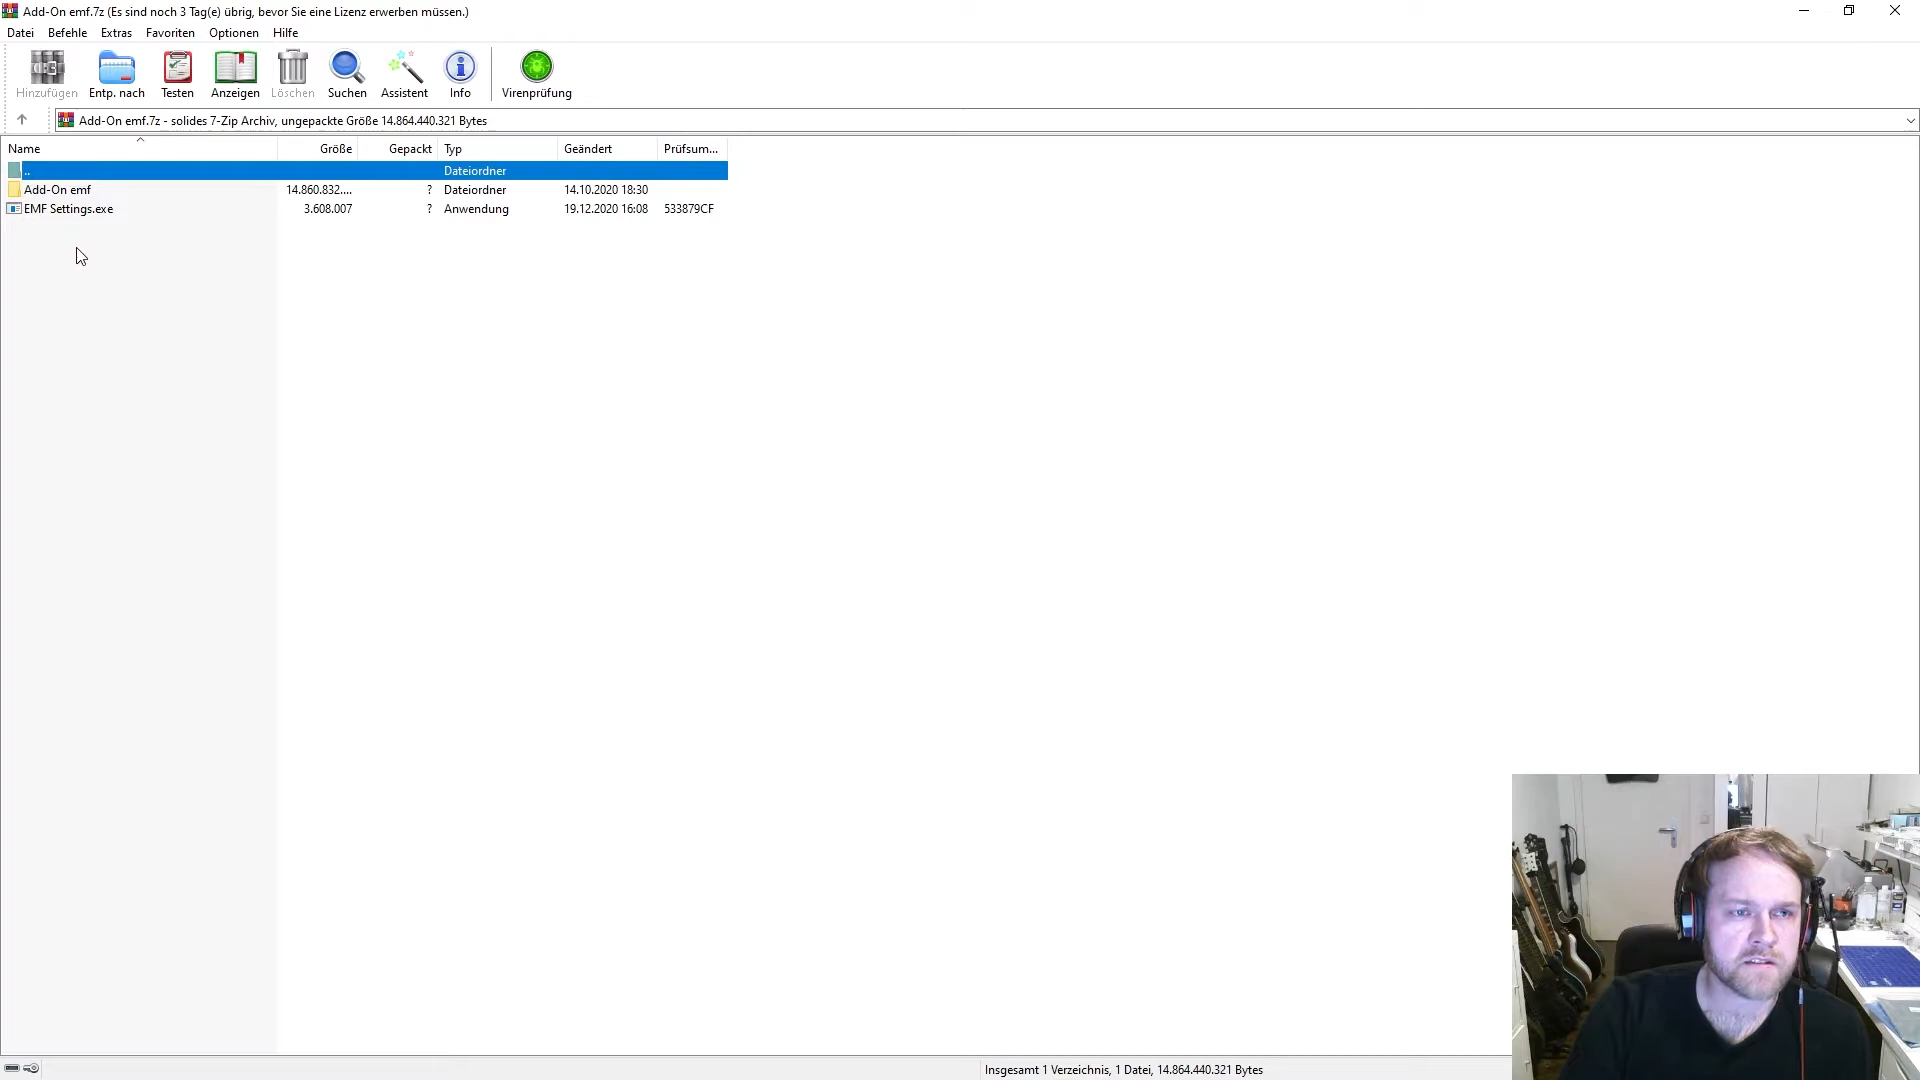 Add-On emf.7z (Es sind noch 3 Tag(e) übrig, bevor Sie eine Lizenz erwerben müssen.)
Datei Befehle Extras Favoriten Optionen Hilfe
Hinzufügen Entp. nach Testen Anzeigen Löschen Suchen Assistent Info Virenprüfung
Add-On emf.7z - solides 7-Zip Archiv, ungepackte Größe 14.864.440.321 Bytes
Name Größe Gepackt Typ Geändert Prüfsum...
.. Dateiordner
Add-On emf 14.860.832.... ? Dateiordner 14.10.2020 18:30
EMF Settings.exe 3.608.007 ? Anwendung 19.12.2020 16:08 533879CF
Insgesamt 1 Verzeichnis, 1 Datei, 14.864.440.321 Bytes